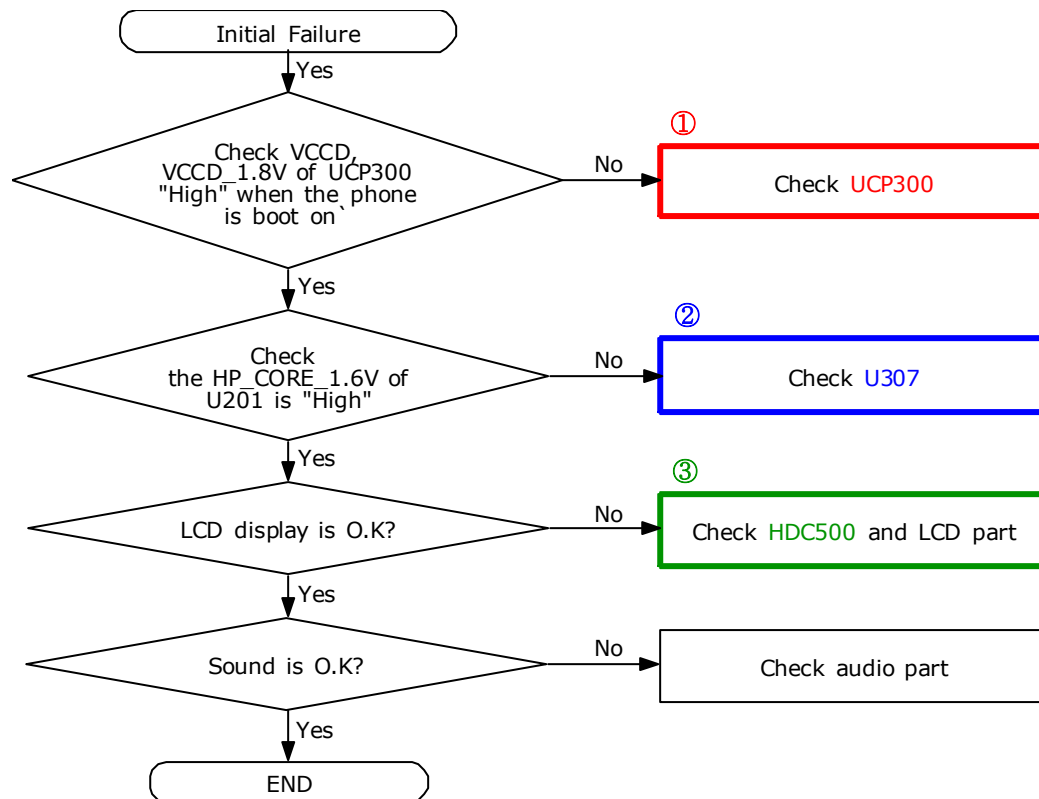 Initial Failure
Yes
Check VCCD,
VCCD_1.8V of UCP300
"High" when the phone
is boot on`
No
①
Check UCP300
Yes
Check
the HP_CORE_1.6V of
U201 is "High"
No
②
Check U307
Yes
LCD display is O.K?
No
③
Check HDC500 and LCD part
Yes
Sound is O.K?
No
Check audio part
Yes
END